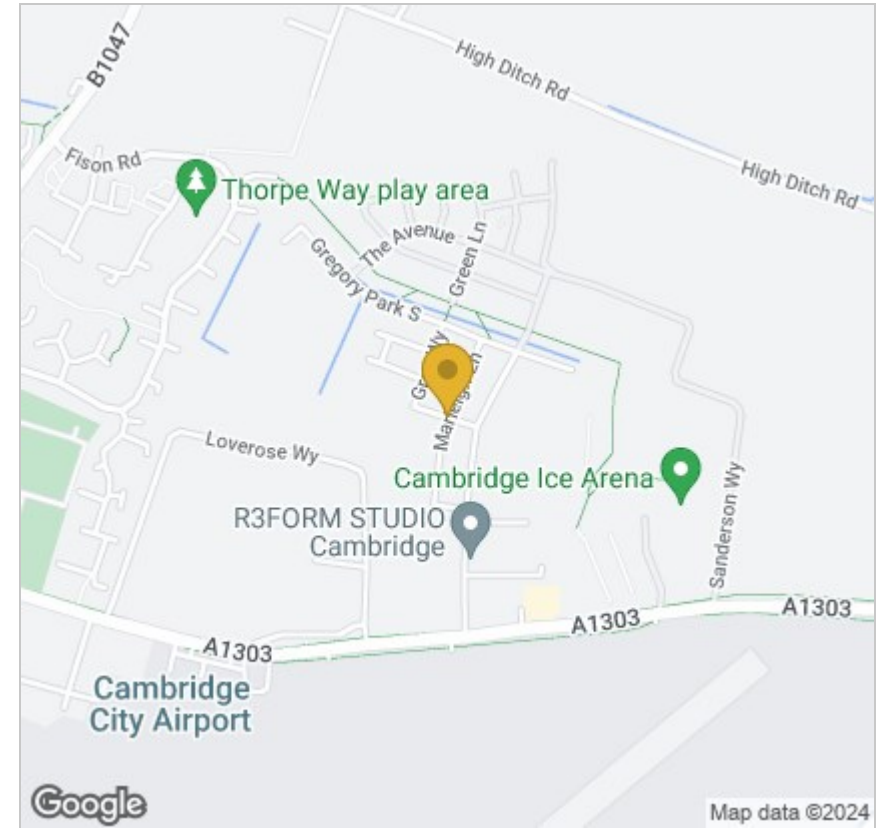 B1047
High Ditch Rd
Fison Rd
High Ditch Rd
Thorpe Way play area
The Avenue
Green Ln
Gregory Park S
Loverose Wy
Cambridge Ice Arena
R3FORM STUDIO
Cambridge
Sanderson Wy
A1303
A1303
A1303
Cambridge
City Airport
Google
Map data ©2024